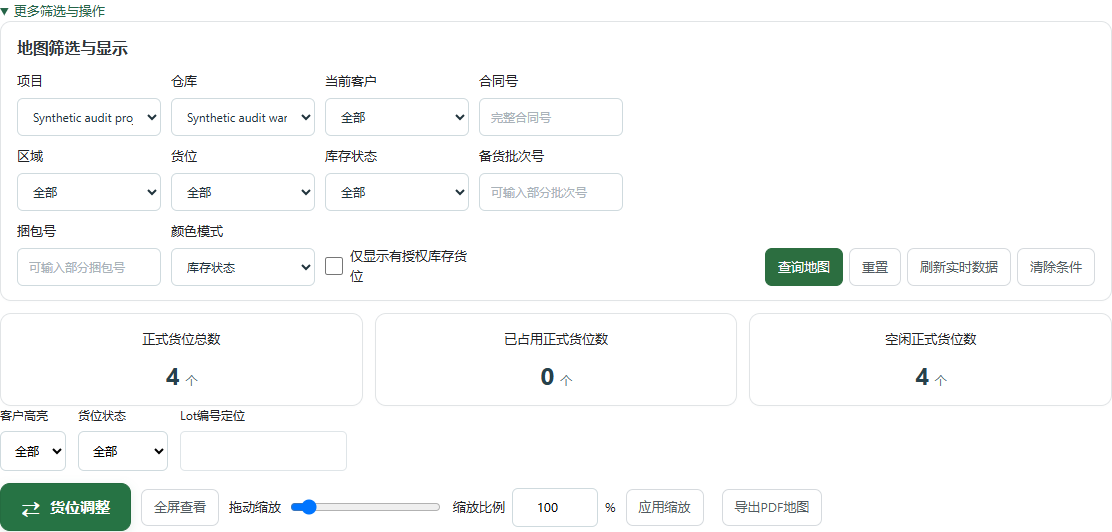 ▼ 更多筛选与操作
地图筛选与显示
项目 仓库 当前客户 合同号
Synthetic audit proj Synthetic audit war 全部 完整合同号
区域 货位 库存状态 备货批次号
全部 全部 全部 可输入部分批次号
捆包号 颜色模式
可输入部分捆包号 库存状态 仅显示有授权库存货
位 查询地图 重置 刷新实时数据 清除条件
正式货位总数 已占用正式货位数 空闲正式货位数
4 个 0 个 4 个
客户高亮 货位状态 Lot编号定位
全部 全部
⇄ 货位调整 全屏查看 拖动缩放 缩放比例 100 % 应用缩放 导出PDF地图